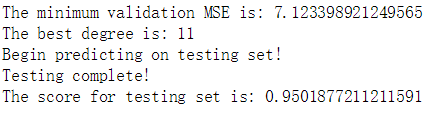 The minimum validation MSE is: 7.123398921249565
The best degree is: 11
Begin predicting on testing set!
Testing complete!
The score for testing set is: 0.9501877211211591